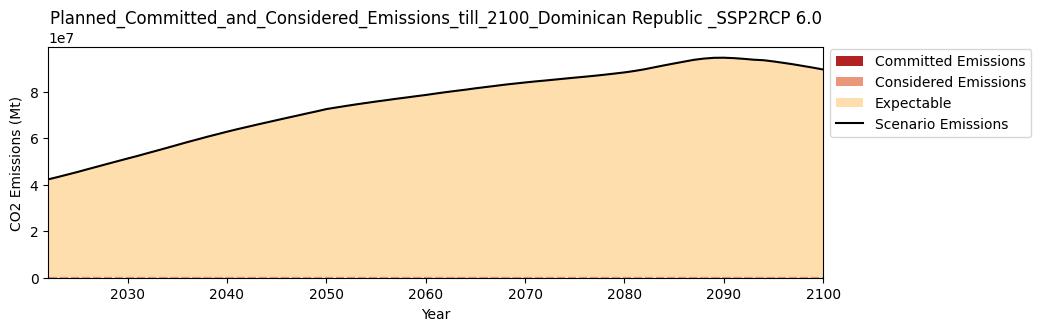 Planned_Committed_and_Considered_Emissions_till_2100_Dominican Republic _SSP2RCP 6.0
1e7
8
6
4
2
0
CO2 Emissions (Mt)
2030 2040 2050 2060 2070 2080 2090 2100
Year
Committed Emissions
Considered Emissions
Expectable
Scenario Emissions